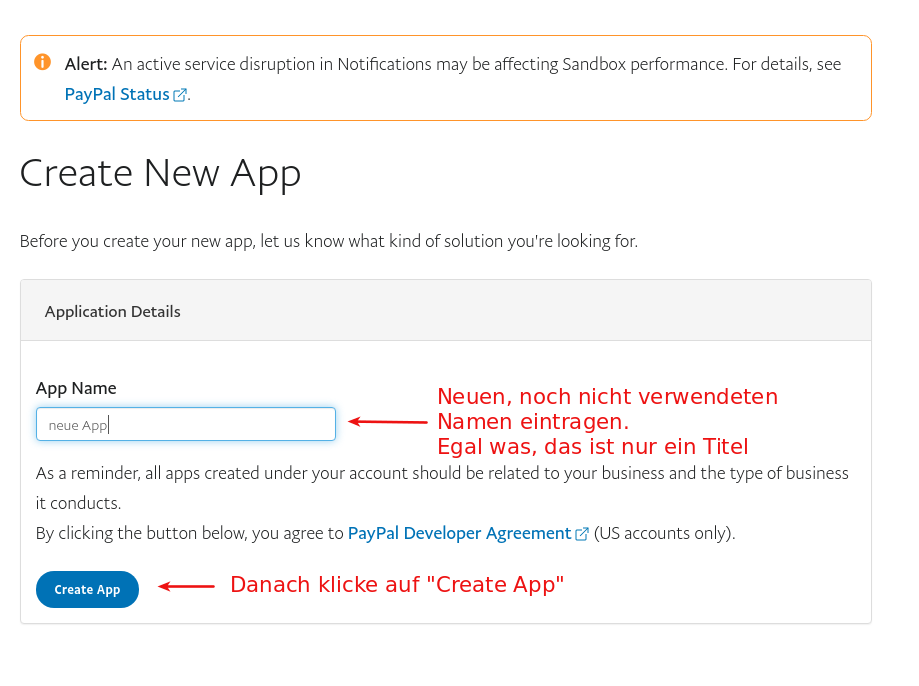 Alert: An active service disruption in Notifications may be affecting Sandbox performance. For details, see
PayPal Status.
Create New App
Before you create your new app, let us know what kind of solution you're looking for.
Application Details
App Name
neue App
Neuen, noch nicht verwendeten
Namen eintragen.
Egal was, das ist nur ein Titel
As a reminder, all apps created under your account should be related to your business and the type of business
it conducts.
By clicking the button below, you agree to PayPal Developer Agreement (US accounts only).
Create App
Danach klicke auf "Create App"